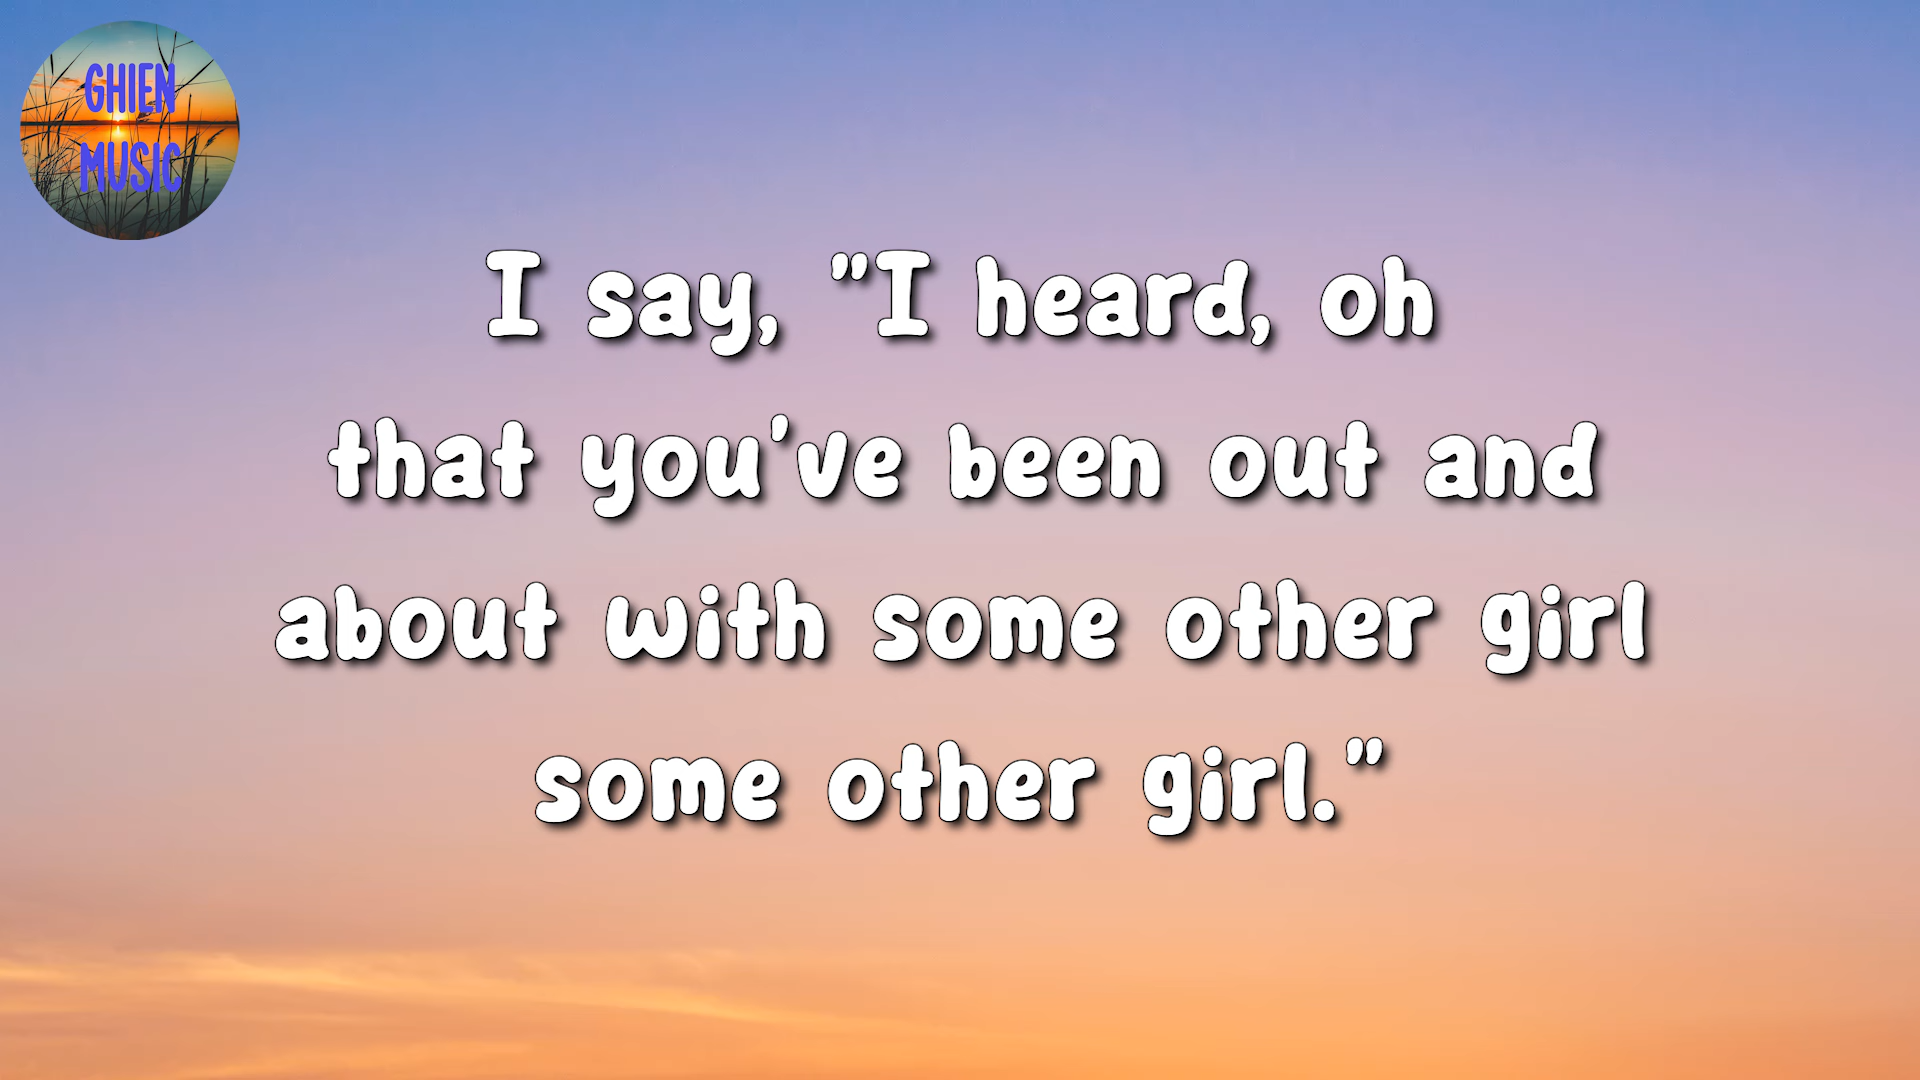 GHIEN
MUSIC
I say, "I heard, oh
that you've been out and
about with some other girl
some other girl."